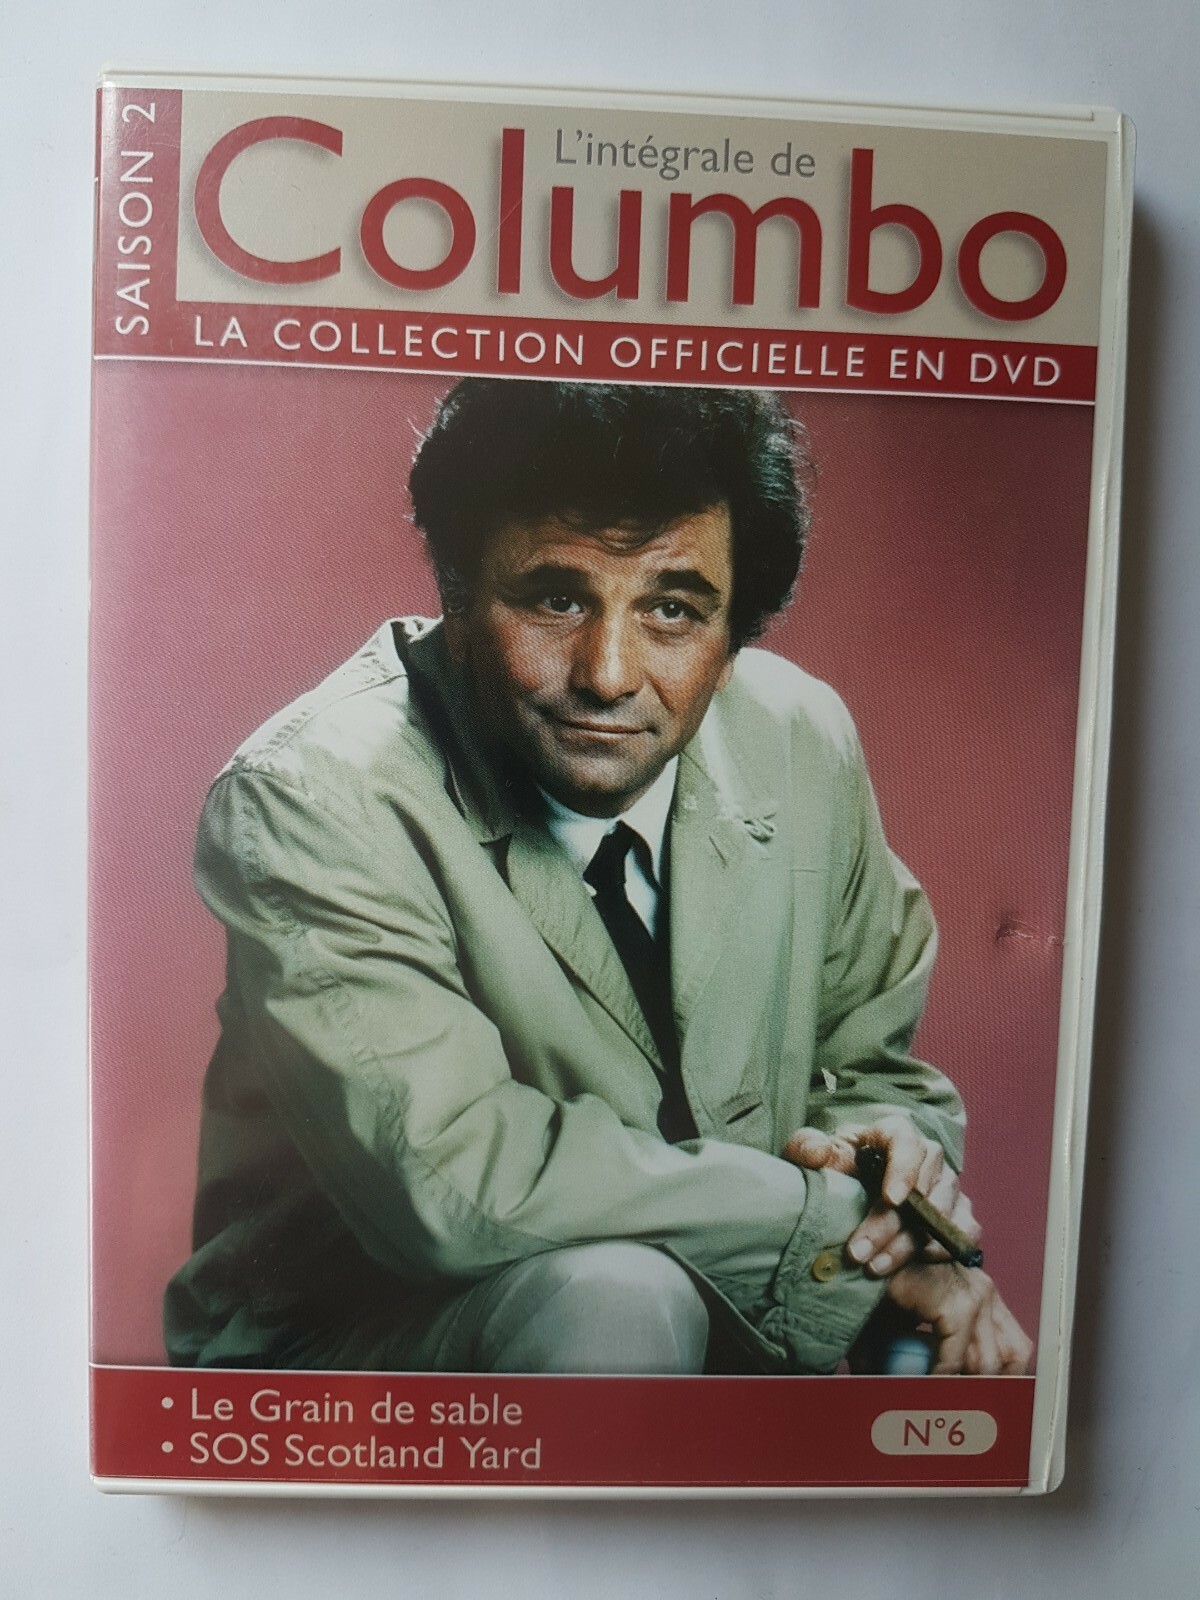 SAISON 2
L'intégrale de
Columbo
LA COLLECTION OFFICIELLE EN DVD
• Le Grain de sable
• SOS Scotland Yard
N°6